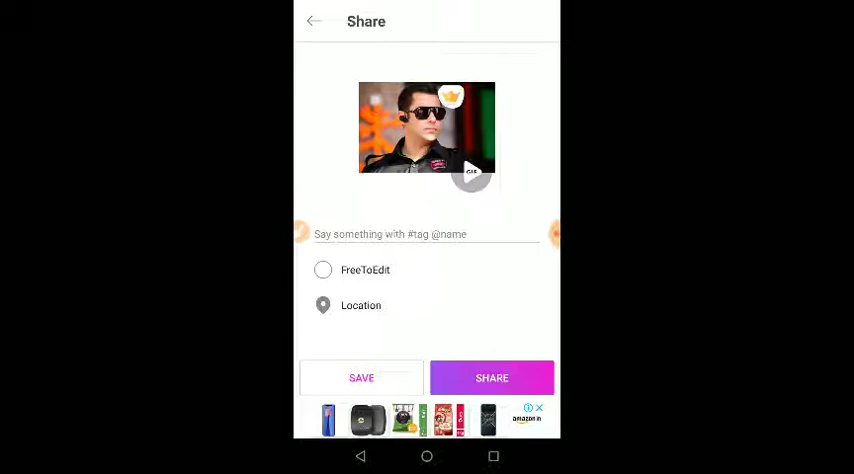 Share
GIF
Say something with #tag @name
FreeToEdit
Location
SAVE
SHARE
amazon.in